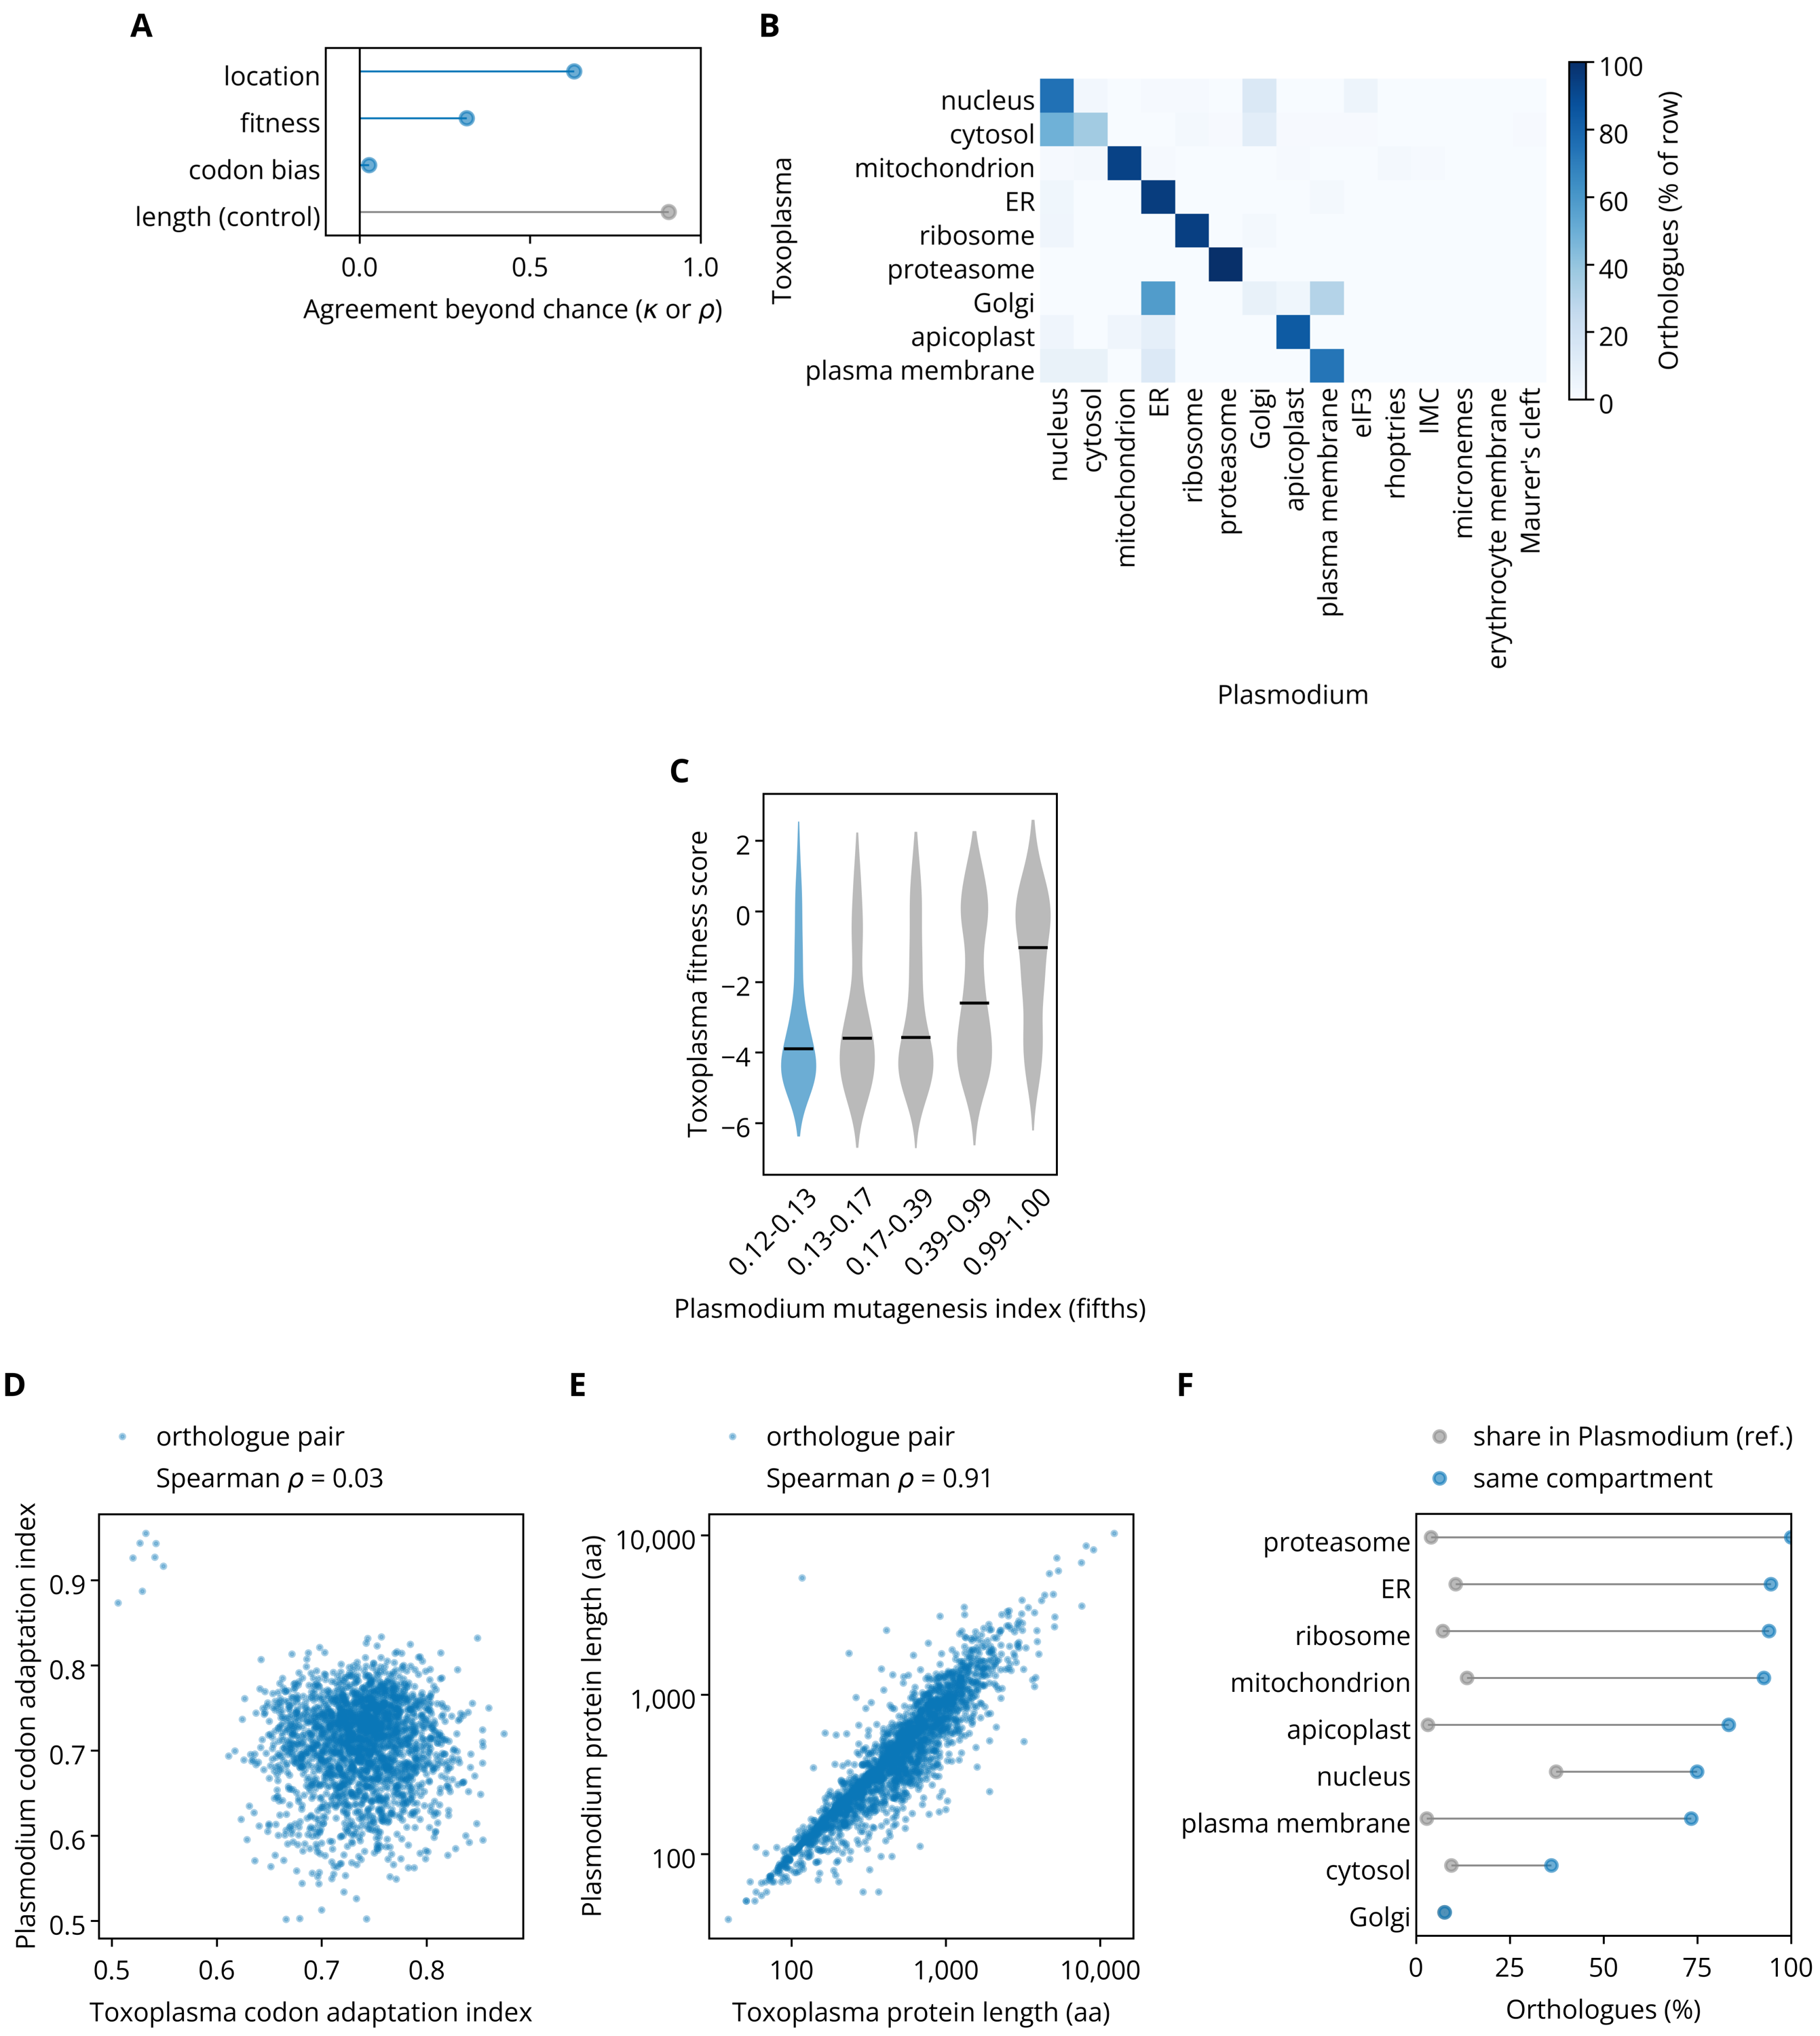 A
location
fitness
codon bias
length (control)
0.0
0.5
1.0
Agreement beyond chance (κ or ρ)
B
Toxoplasma
nucleus
cytosol
mitochondrion
ER
ribosome
proteasome
Golgi
apicoplast
plasma membrane
nucleus
cytosol
mitochondrion
ER
ribosome
proteasome
Golgi
apicoplast
plasma membrane
eIF3
rhoptries
IMC
micronemes
erythrocyte membrane
Maurer's cleft
Plasmodium
100
80
60
40
20
0
Orthologues (% of row)
C
Toxoplasma fitness score
2
0
−2
−4
−6
0.12-0.13
0.13-0.17
0.17-0.39
0.39-0.99
0.99-1.00
Plasmodium mutagenesis index (fifths)
D
orthologue pair
Spearman ρ = 0.03
Plasmodium codon adaptation index
0.9
0.8
0.7
0.6
0.5
0.5
0.6
0.7
0.8
Toxoplasma codon adaptation index
E
orthologue pair
Spearman ρ = 0.91
Plasmodium protein length (aa)
10,000
1,000
100
100
1,000
10,000
Toxoplasma protein length (aa)
F
share in Plasmodium (ref.)
same compartment
proteasome
ER
ribosome
mitochondrion
apicoplast
nucleus
plasma membrane
cytosol
Golgi
0
25
50
75
100
Orthologues (%)